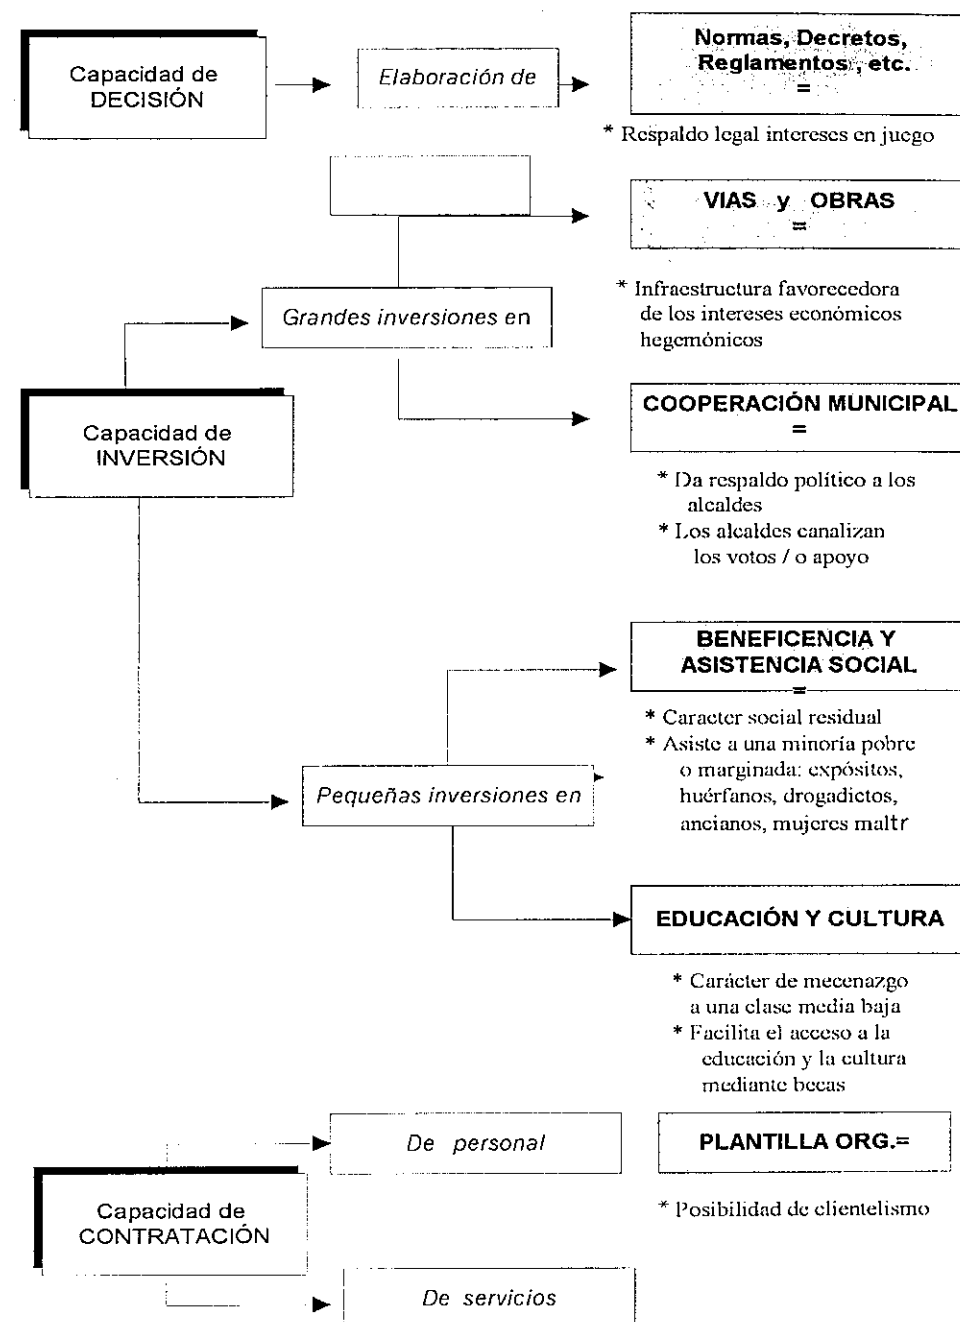 Capacidad de
DECISIÓN
Elaboración de
Normas, Decretos,
Reglamentos , etc.
=
* Respaldo legal intereses en juego
VIAS y OBRAS
=
* Infraestructura favorecedora
de los intereses económicos
hegemónicos
Grandes inversiones en
Capacidad de
INVERSIÓN
COOPERACIÓN MUNICIPAL
=
* Da respaldo político a los
alcaldes
* Los alcaldes canalizan
los votos / o apoyo
BENEFICENCIA Y
ASISTENCIA SOCIAL
=
* Caracter social residual
* Asiste a una minoría pobre
o marginada: expósitos,
huérfanos, drogadictos,
ancianos, mujeres maltr
Pequeñas inversiones en
EDUCACIÓN Y CULTURA
* Carácter de mecenazgo
a una clase media baja
* Facilita el acceso a la
educación y la cultura
mediante becas
De personal
PLANTILLA ORG.=
* Posibilidad de clientelismo
Capacidad de
CONTRATACIÓN
De servicios